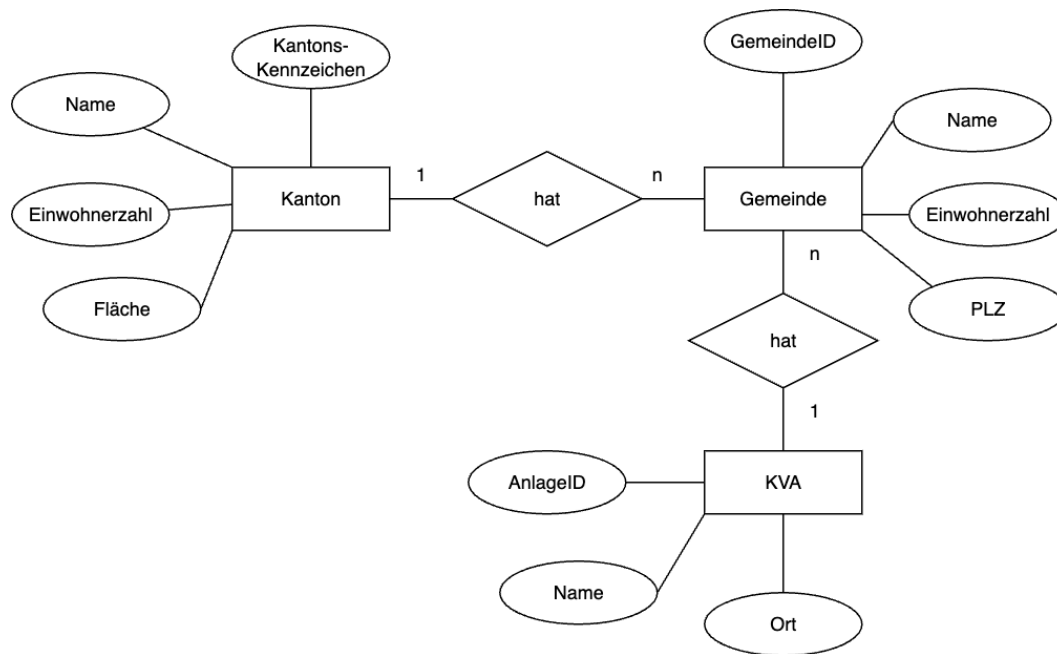 Kantons-
Kennzeichen
GemeindeID
Name
Name
1
n
Kanton
hat
Gemeinde
Einwohnerzahl
Einwohnerzahl
n
Fläche
PLZ
hat
1
AnlageID
KVA
Name
Ort